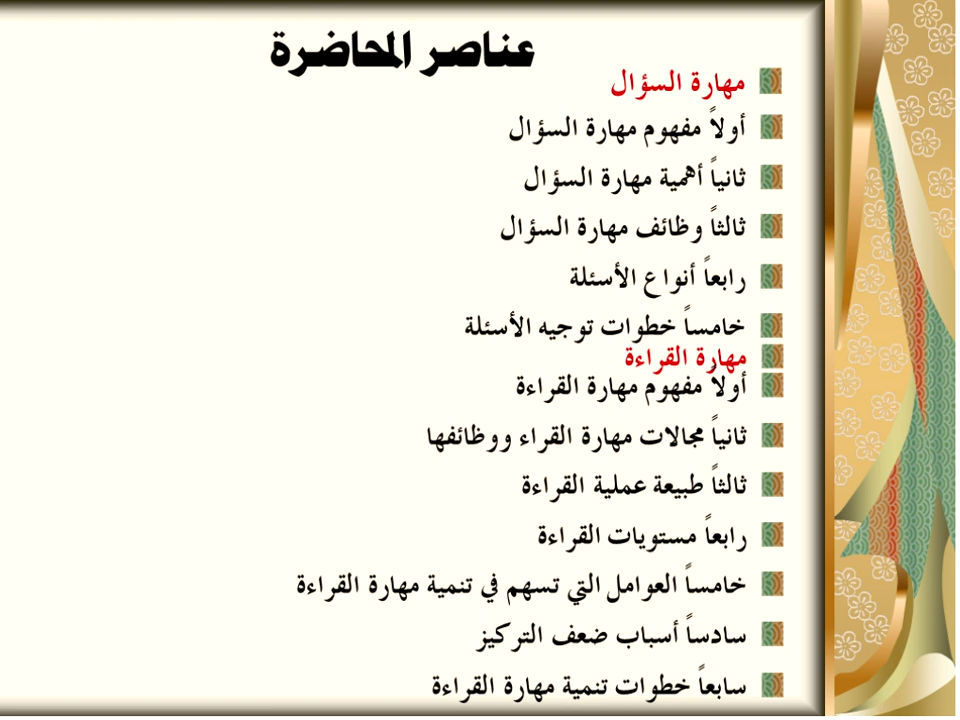 عناصر المحاضرة
مهارة السؤال
أولاً مفهوم مهارة السؤال
ثانياً أهمية مهارة السؤال
ثالثاً وظائف مهارة السؤال
رابعاً أنواع الأسئلة
خامساً خطوات توجيه الأسئلة
مهارة القراءة
أولاً مفهوم مهارة القراءة
ثانياً مجالات مهارة القراء ووظائفها
ثالثاً طبيعة عملية القراءة
رابعاً مستويات القراءة
خامساً العوامل التي تسهم في تنمية مهارة القراءة
سادساً أسباب ضعف التركيز
سابعاً خطوات تنمية مهارة القراءة